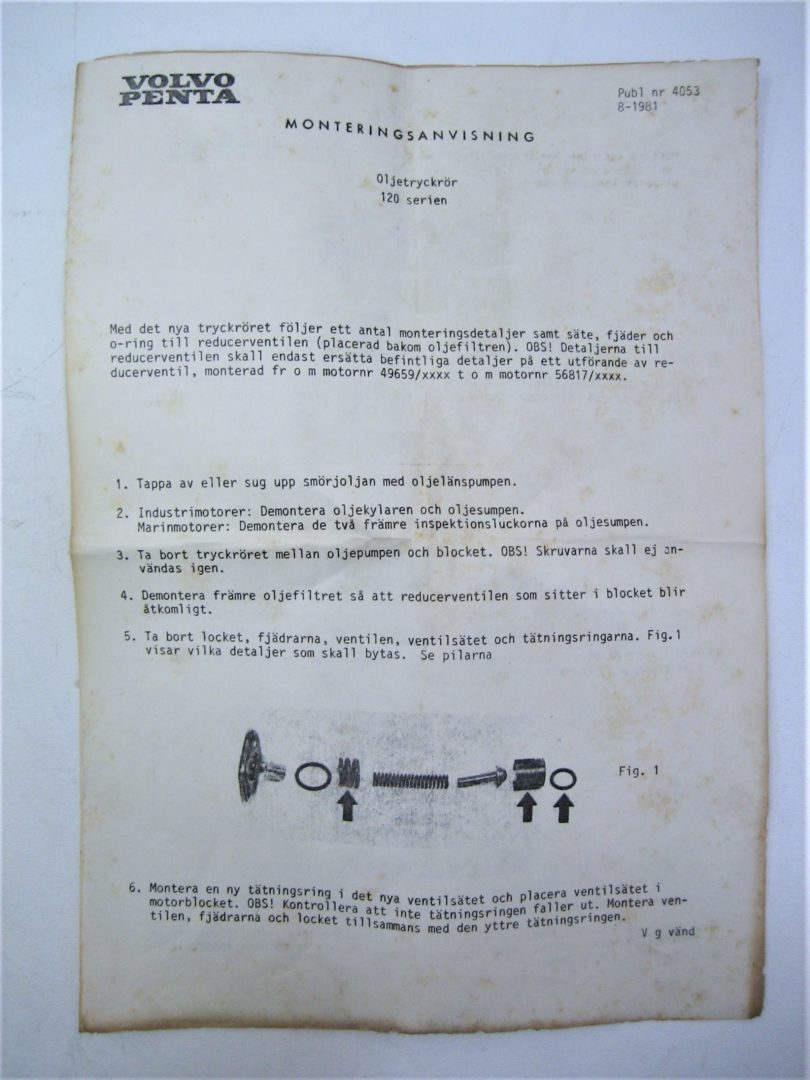 VOLVO
PENTA
Publ nr 4053
8-1981
MONTERINGSANVISNING
Oljetryckrör
120 serien
Med det nya tryckröret följer ett antal monteringsdetaljer samt säte, fjäder och
o-ring till reducerventilen (placerad bakom oljefiltren). OBS! Detaljerna till
reducerventilen skall endast ersätta befintliga detaljer på ett utförande av re-
ducerventil, monterad fr o m motornr 49659/xxxx t o m motornr 56817/xxxx.
1. Tappa av eller sug upp smörjoljan med oljelänspumpen.
2. Industrimotorer: Demontera oljekylaren och oljesumpen.
Marinmotorer: Demontera de två främre inspektionsluckorna på oljesumpen.
3. Ta bort tryckröret mellan oljepumpen och blocket. OBS! Skruvarna skall ej an-
vändas igen.
4. Demontera främre oljefiltret så att reducerventilen som sitter i blocket blir
åtkomligt.
5. Ta bort locket, fjädrarna, ventilen, ventilsätet och tätningsringarna. Fig.1
visar vilka detaljer som skall bytas. Se pilarna
Fig. 1
6. Montera en ny tätningsring i det nya ventilsätet och placera ventilsätet i
motorblocket. OBS! Kontrollera att inte tätningsringen faller ut. Montera ven-
tilen, fjädrarna och locket tillsammans med den yttre tätningsringen.
V g vänd